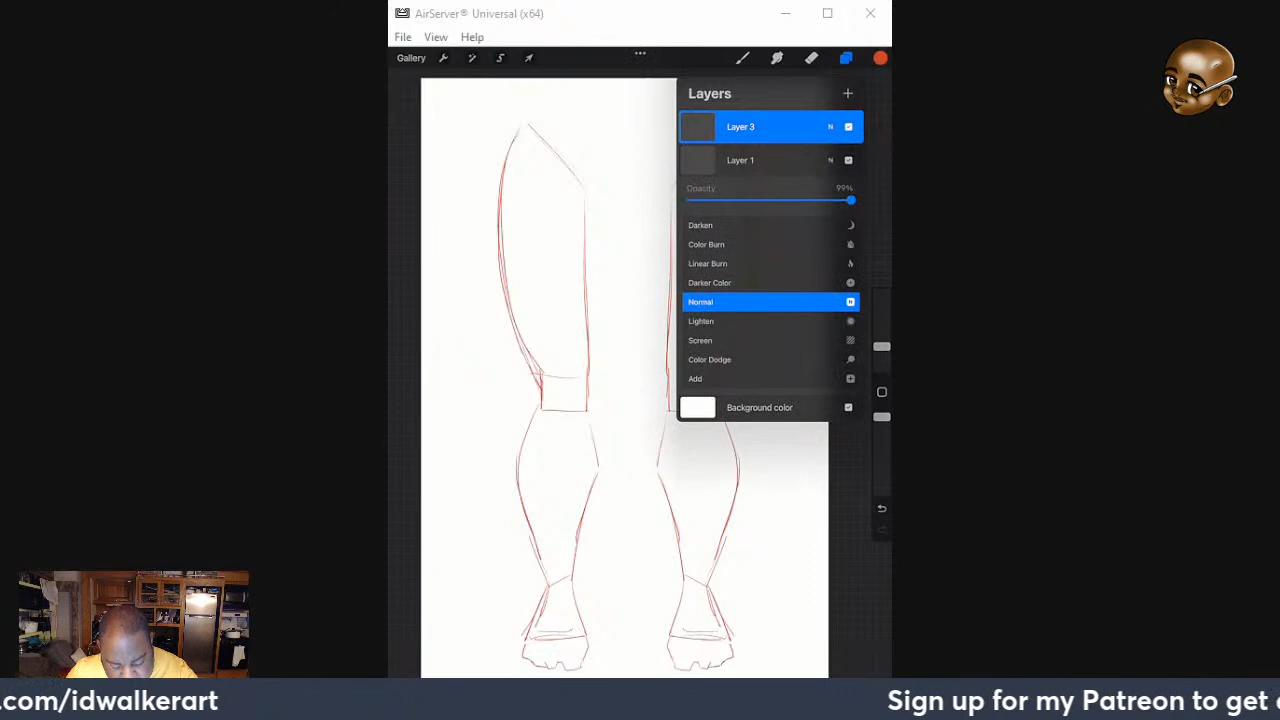 AirServer® Universal (x64)
File View Help
Gallery
Layers
Layer 3 N
Layer 1 N
Opacity 99%
Darken
Color Burn
Linear Burn
Darker Color
Normal N
Lighten
Screen
Color Dodge
Add
Background color
.com/idwalkerart Sign up for my Patreon to get